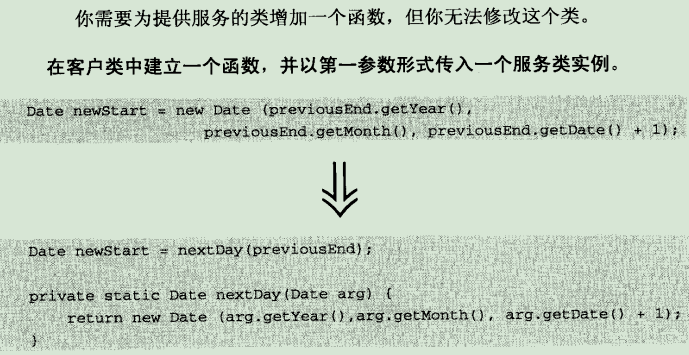 你需要为提供服务的类增加一个函数，但你无法修改这个类。
在客户类中建立一个函数，并以第一参数形式传入一个服务类实例。
Date newStart = new Date (previousEnd.getYear(),
previousEnd.getMonth(), previousEnd.getDate() + 1);
Date newStart = nextDay(previousEnd);
private static Date nextDay(Date arg) {
return new Date (arg.getYear(),arg.getMonth(), arg.getDate() + 1);
}